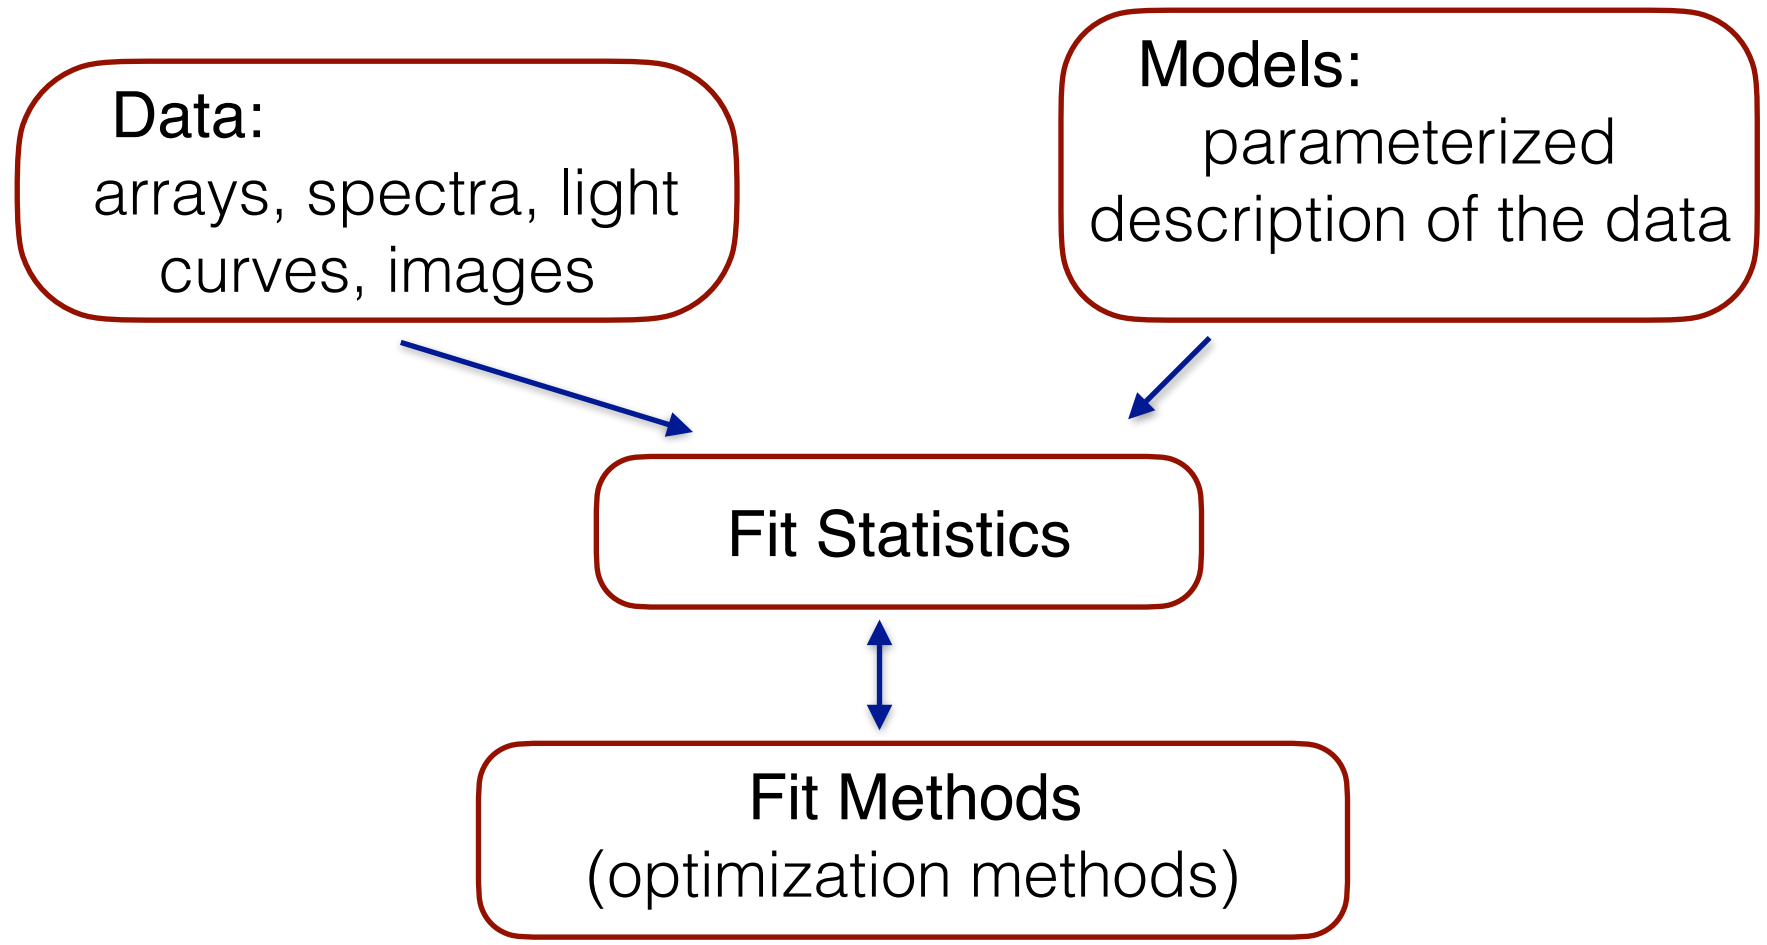 Data:
arrays, spectra, light
curves, images
Models:
parameterized
description of the data
Fit Statistics
Fit Methods
(optimization methods)